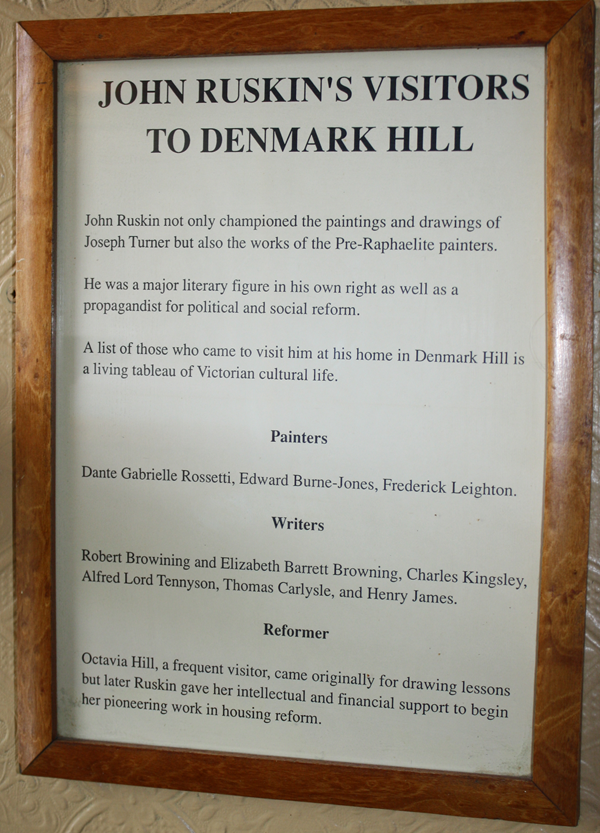 JOHN RUSKIN'S VISITORS
TO DENMARK HILL
John Ruskin not only championed the paintings and drawings of
Joseph Turner but also the works of the Pre-Raphaelite painters.
He was a major literary figure in his own right as well as a
propagandist for political and social reform.
A list of those who came to visit him at his home in Denmark Hill is
a living tableau of Victorian cultural life.
Painters
Dante Gabrielle Rossetti, Edward Burne-Jones, Frederick Leighton.
Writers
Robert Browining and Elizabeth Barrett Browning, Charles Kingsley,
Alfred Lord Tennyson, Thomas Carlysle, and Henry James.
Reformer
Octavia Hill, a frequent visitor, came originally for drawing lessons
but later Ruskin gave her intellectual and financial support to begin
her pioneering work in housing reform.